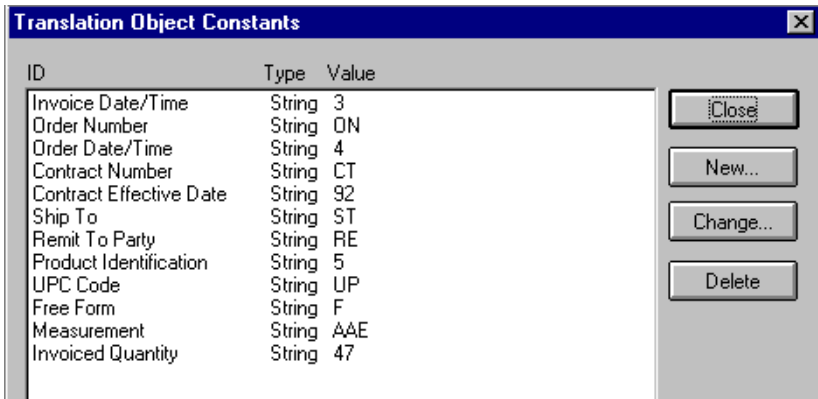 Translation Object Constants
ID Type Value
Invoice Date/Time String 3
Order Number String ON
Order Date/Time String 4
Contract Number String CT
Contract Effective Date String 92
Ship To String ST
Remit To Party String RE
Product Identification String 5
UPC Code String UP
Free Form String F
Measurement String AAE
Invoiced Quantity String 47
Close
New...
Change...
Delete